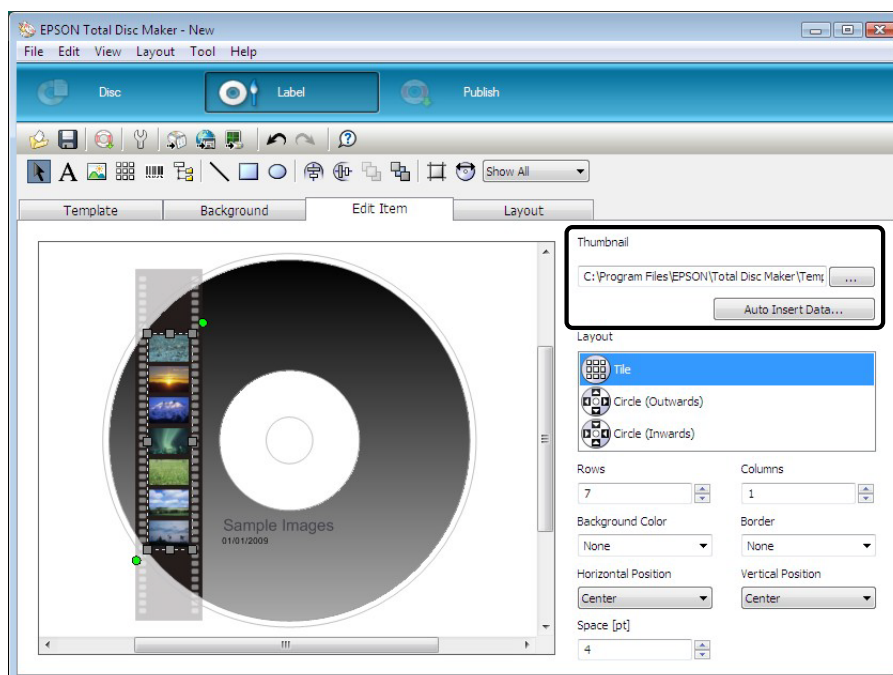 EPSON Total Disc Maker - New
File Edit View Layout Tool Help
Disc Label Publish
Show All
Template Background Edit Item Layout
Thumbnail
C:\Program Files\EPSON\Total Disc Maker\Temp ...
Auto Insert Data...
Layout
Tile
Circle (Outwards)
Circle (Inwards)
Rows Columns
7 1
Background Color Border
None None
Horizontal Position Vertical Position
Center Center
Space [pt]
4
Sample Images
01/01/2009